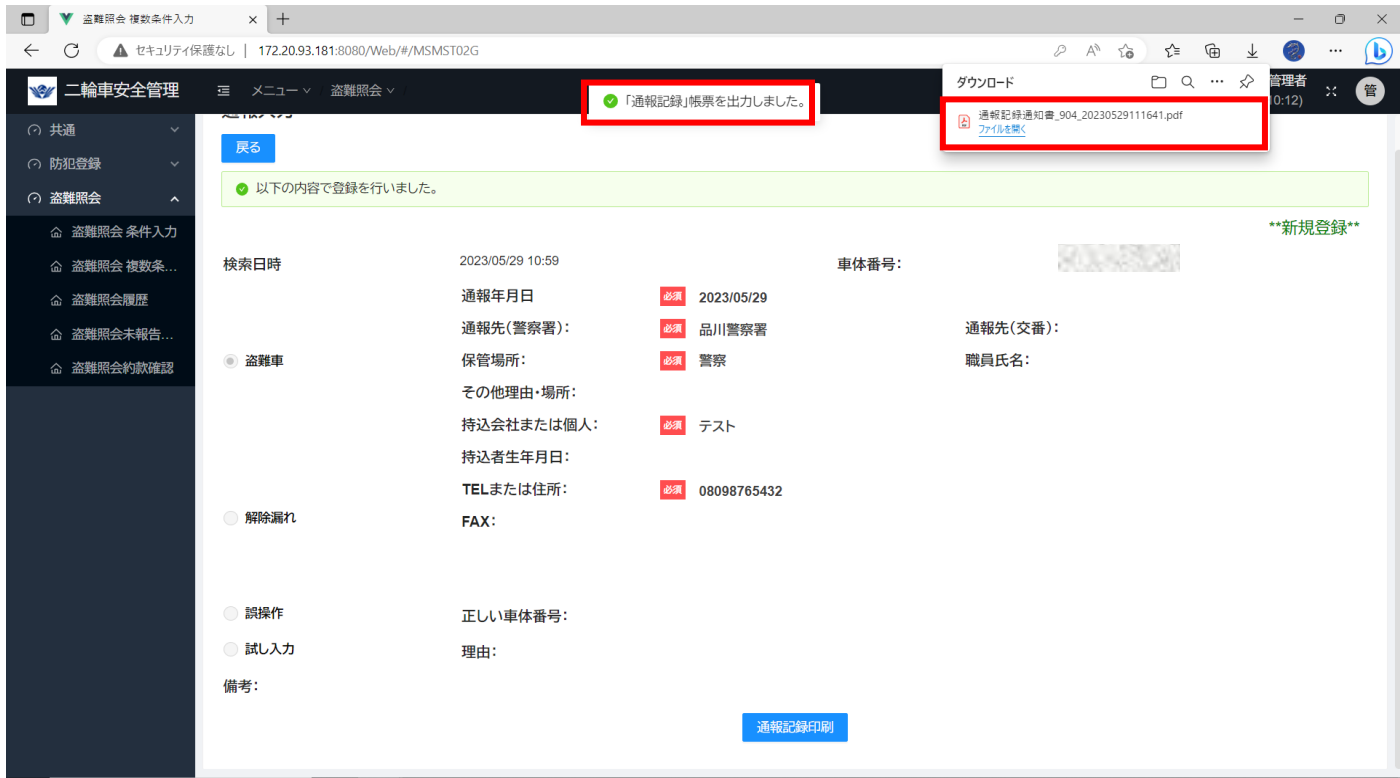 盗難照会 複数条件入力
セキュリティ保護なし | 172.20.93.181:8080/Web/#/MSMST02G
二輪車安全管理
メニュー
盗難照会
「通報記録」帳票を出力しました。
ダウンロード
通報記録通知書_904_20230529111641.pdf
ファイルを開く
管理者
管
共通
防犯登録
盗難照会
盗難照会 条件入力
盗難照会 複数条...
盗難照会履歴
盗難照会未報告...
盗難照会約款確認
戻る
以下の内容で登録を行いました。
**新規登録**
検索日時 2023/05/29 10:59 車体番号：
通報年月日 必須 2023/05/29
通報先(警察署)： 必須 品川警察署 通報先(交番)：
盗難車 保管場所： 必須 警察 職員氏名：
その他理由・場所：
持込会社または個人： 必須 テスト
持込者生年月日：
TELまたは住所： 必須 08098765432
解除漏れ FAX：
誤操作 正しい車体番号：
試し入力 理由：
備考：
通報記録印刷